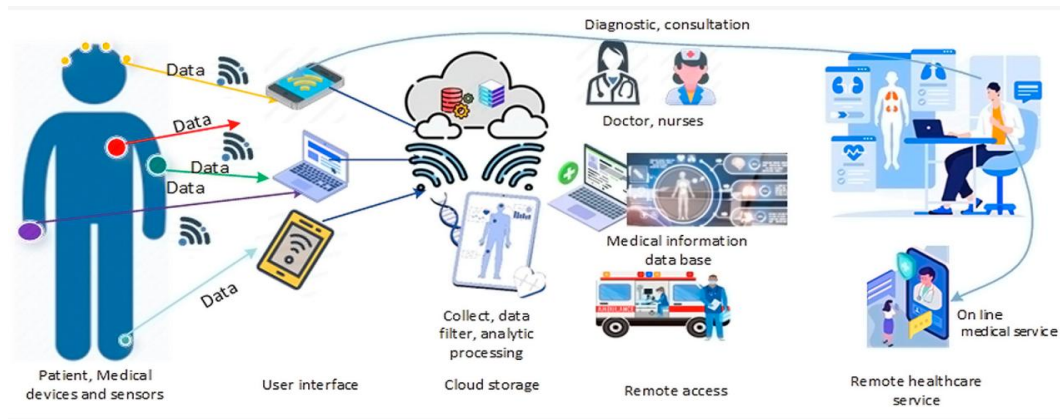 Diagnostic, consultation
Data
Data
Data
Data
Data
Doctor, nurses
Medical information
data base
AMBULANCE
Collect, data
filter, analytic
processing
On line
medical service
Patient, Medical
devices and sensors
User interface
Cloud storage
Remote access
Remote healthcare
service